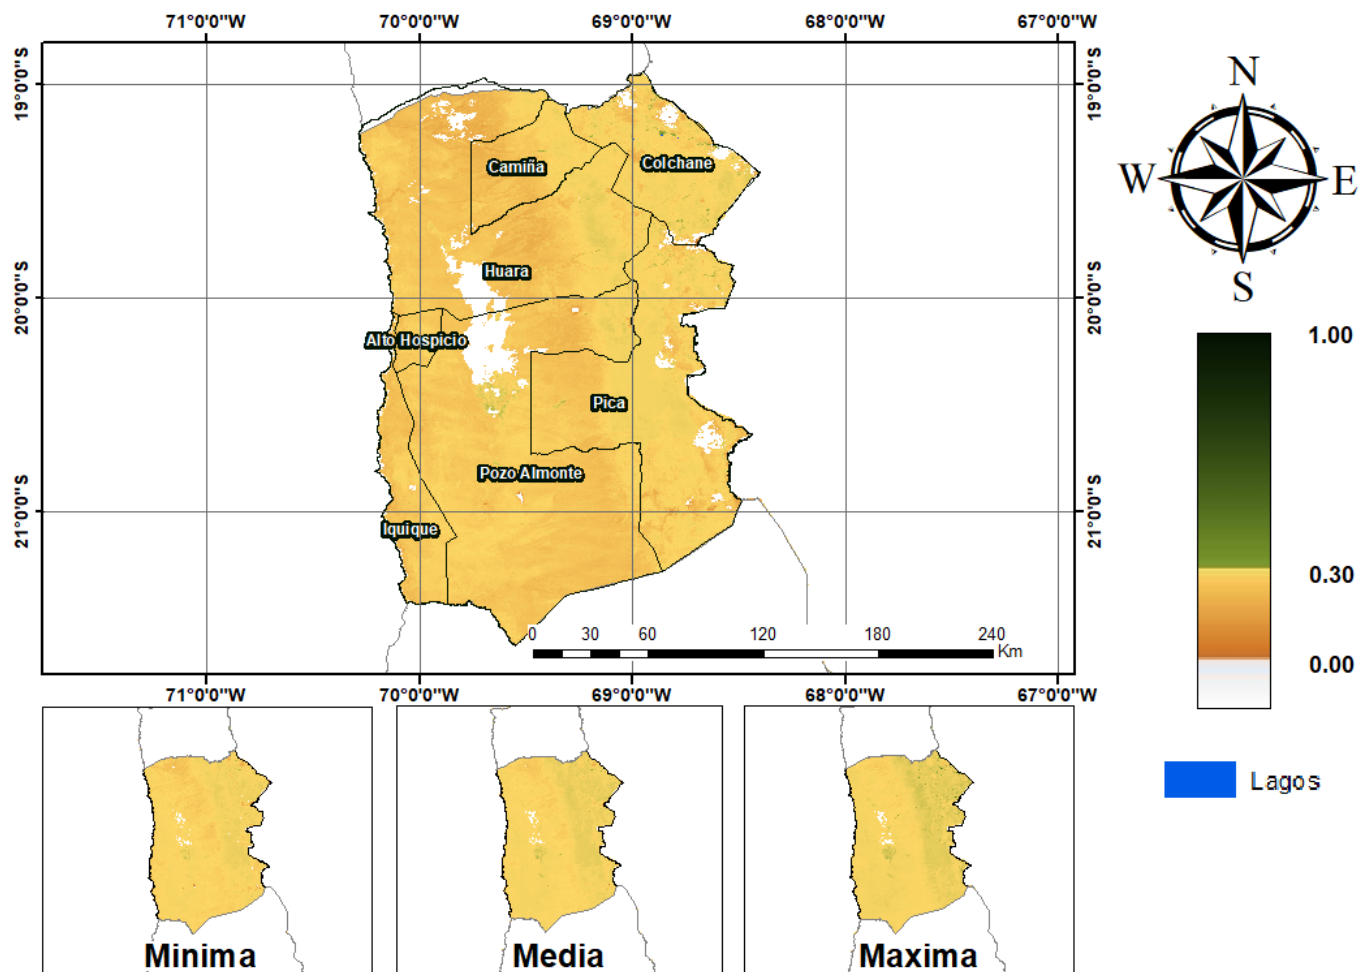 71°0'0"W 70°0'0"W 69°0'0"W 68°0'0"W 67°0'0"W
19°0'0"S
19°0'0"S
Camiña
Colchane
Huara
20°0'0"S
20°0'0"S
Alto Hospicio
Pica
Pozo Almonte
21°0'0"S
21°0'0"S
Iquique
0 30 60 120 180 240
Km
71°0'0"W 70°0'0"W 69°0'0"W 68°0'0"W 67°0'0"W
N
W E
S
1.00
0.30
0.00
Lagos
Minima
Media
Maxima